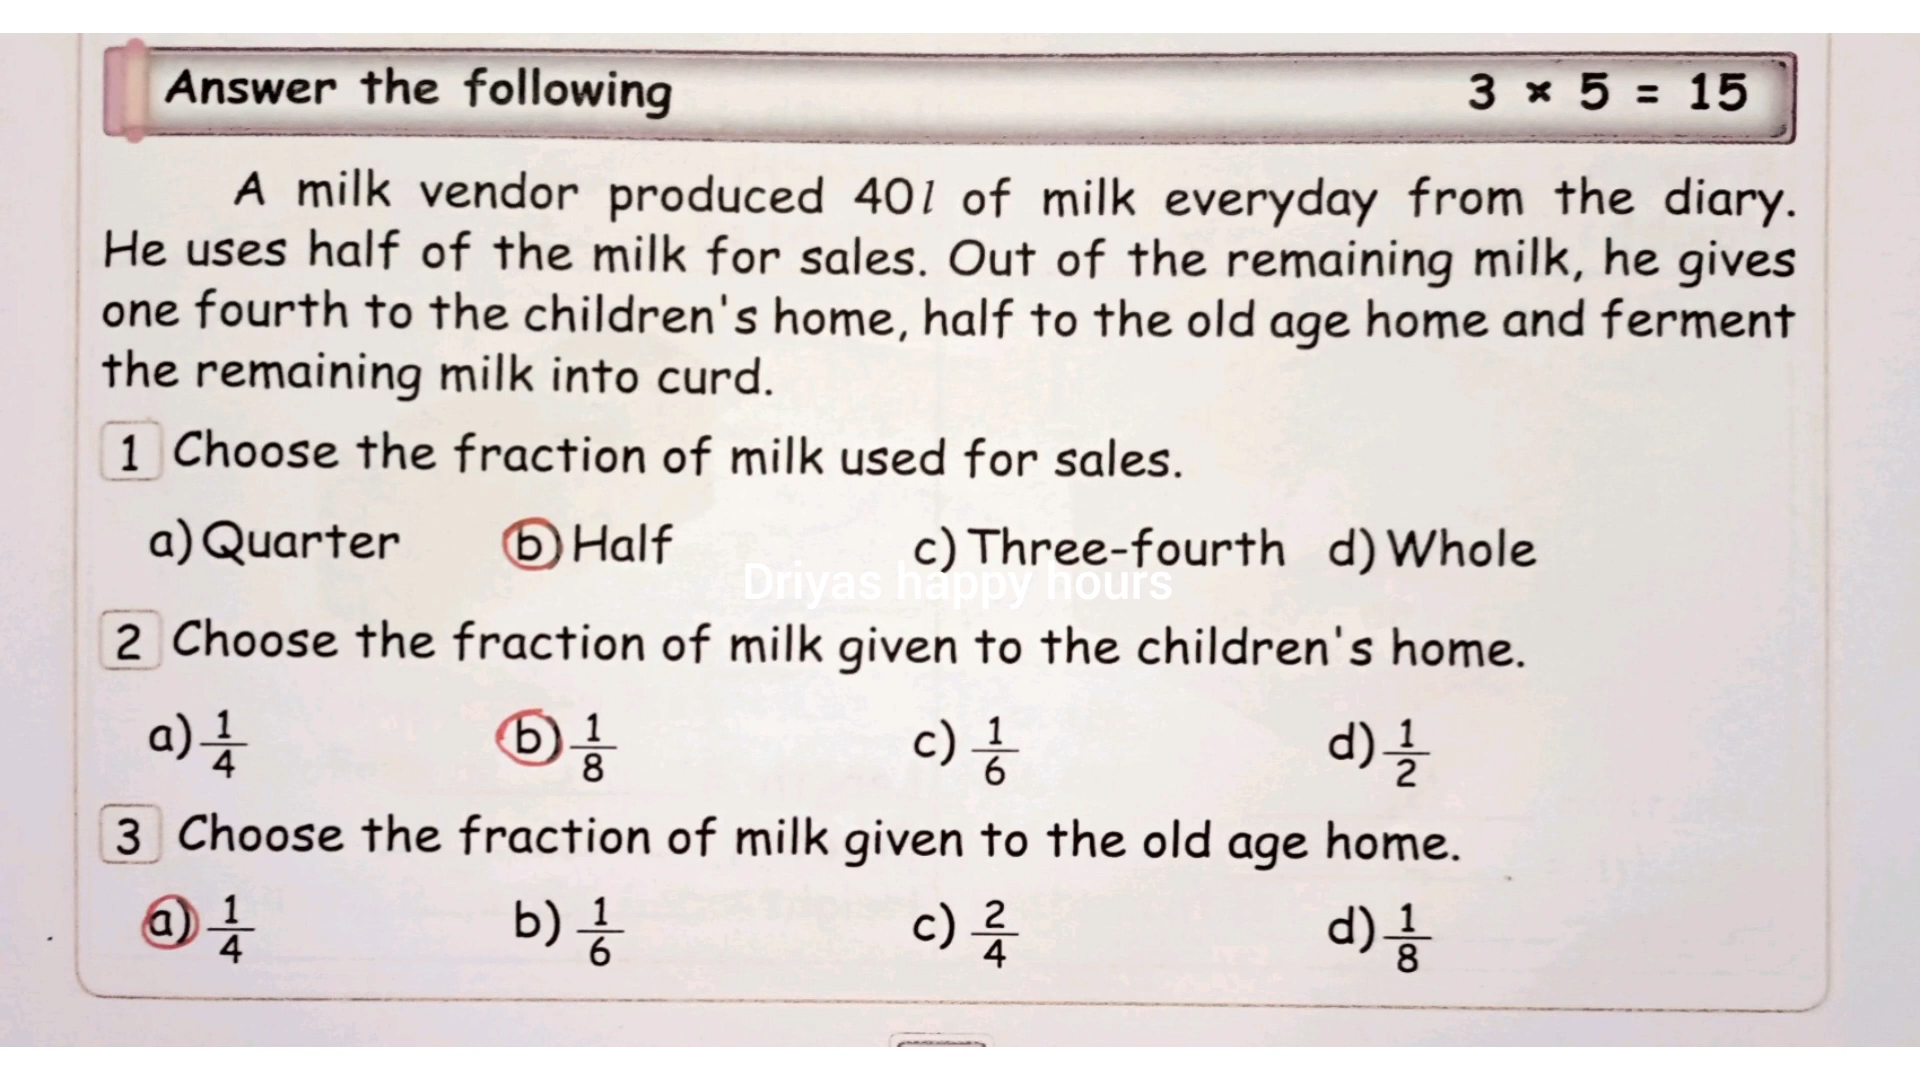 Answer the following 3 × 5 = 15
A milk vendor produced 40l of milk everyday from the diary.
He uses half of the milk for sales. Out of the remaining milk, he gives
one fourth to the children's home, half to the old age home and ferment
the remaining milk into curd.
1 Choose the fraction of milk used for sales.
a) Quarter b) Half c) Three-fourth d) Whole
Driyas happy hours
2 Choose the fraction of milk given to the children's home.
a) 1/4 b) 1/8 c) 1/6 d) 1/2
3 Choose the fraction of milk given to the old age home.
a) 1/4 b) 1/6 c) 2/4 d) 1/8